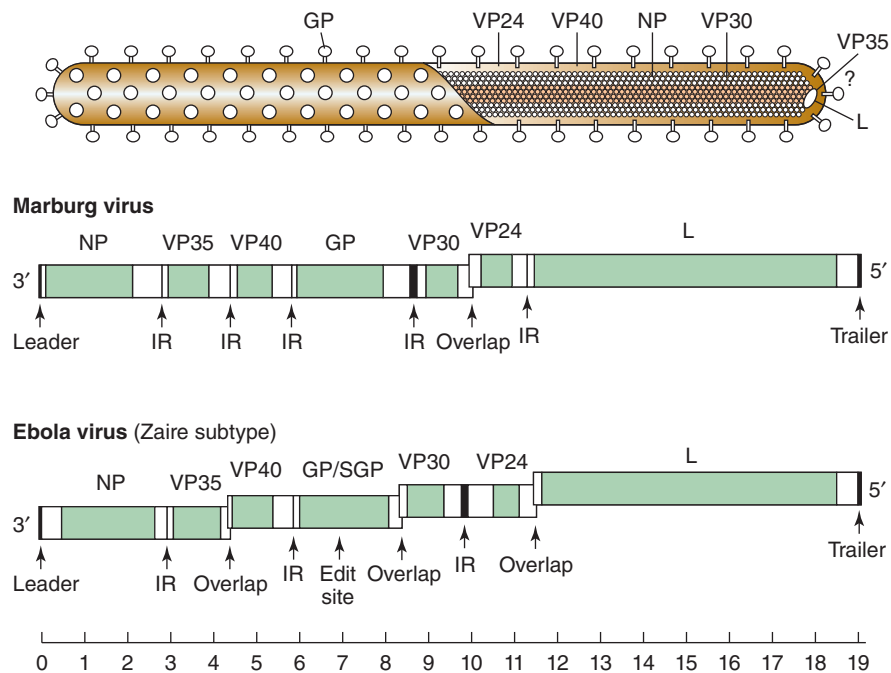 GP VP24 VP40 NP VP30
VP35
?
L
Marburg virus
NP VP35 VP40 GP VP30 VP24 L
3′ 5′
Leader IR IR IR IR Overlap IR Trailer
Ebola virus (Zaire subtype)
NP VP35 VP40 GP/SGP VP30 VP24 L
3′ 5′
Leader IR Overlap IR Edit Overlap IR Overlap Trailer
site
0 1 2 3 4 5 6 7 8 9 10 11 12 13 14 15 16 17 18 19